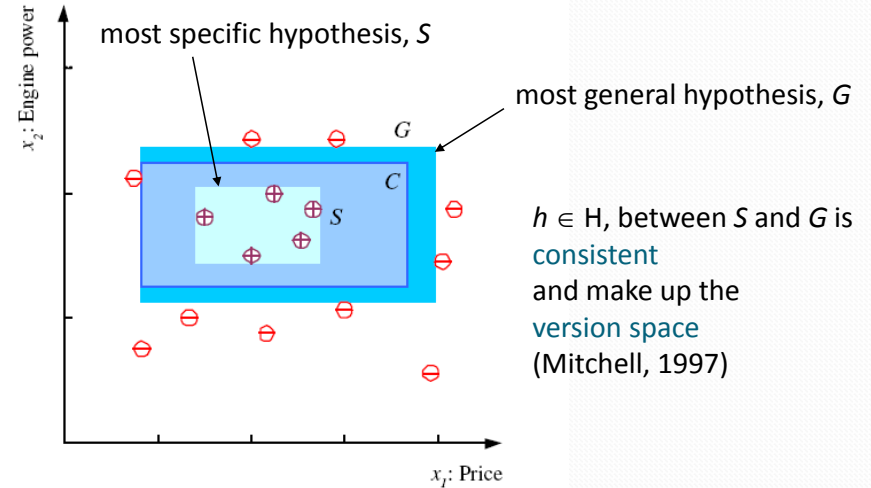 most specific hypothesis, S
most general hypothesis, G
x₂: Engine power
G
C
S
h ∈ H, between S and G is
consistent
and make up the
version space
(Mitchell, 1997)
x₁: Price